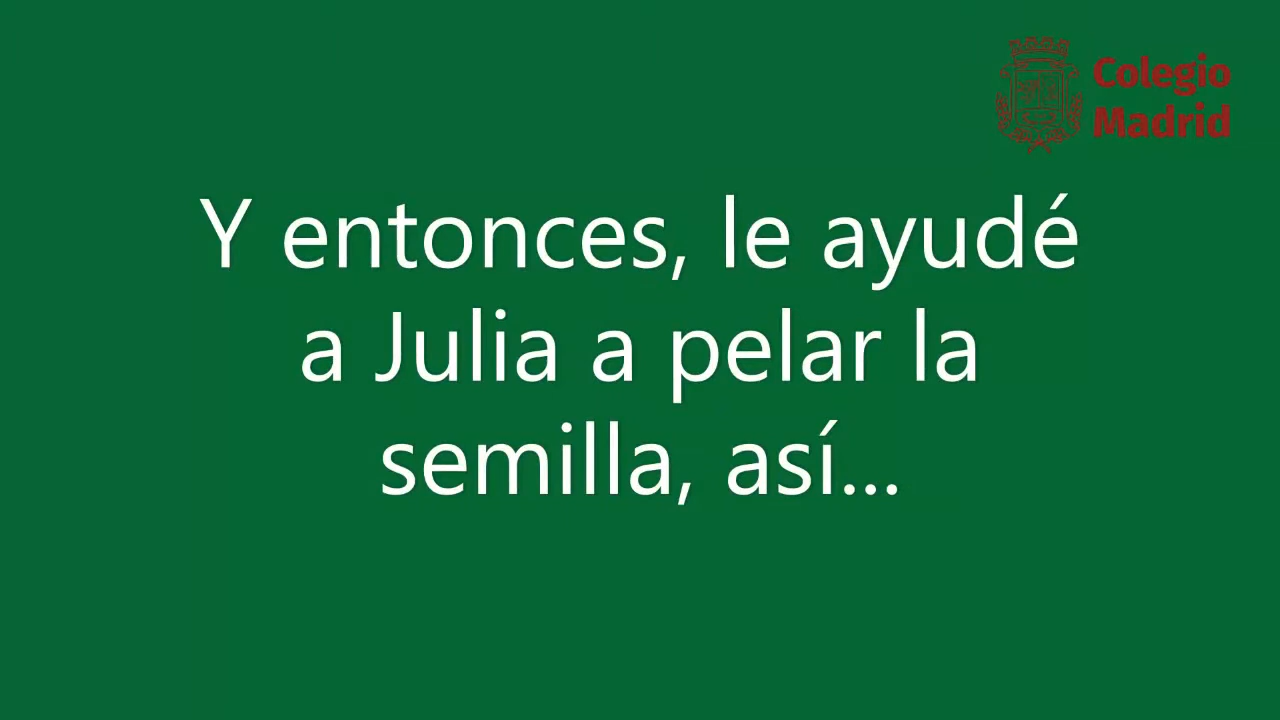 Colegio
Madrid
Y entonces, le ayudé
a Julia a pelar la
semilla, así...